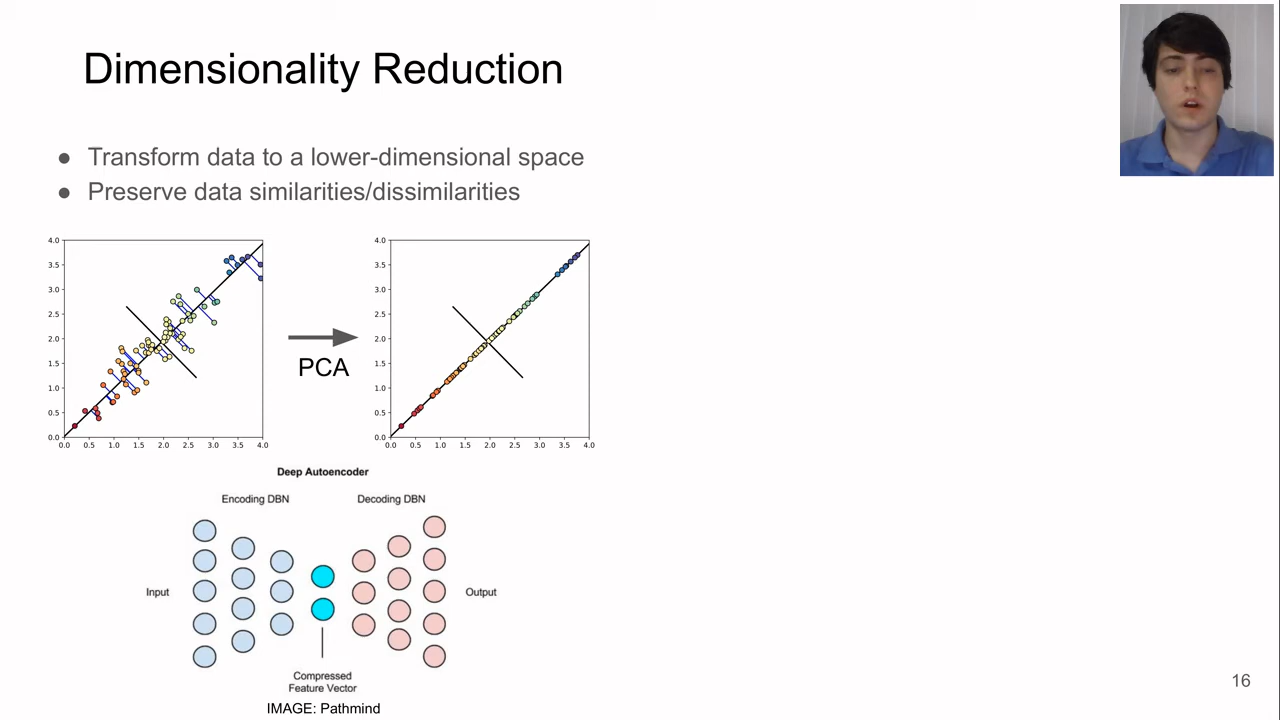 Dimensionality Reduction
● Transform data to a lower-dimensional space
● Preserve data similarities/dissimilarities
4.0
3.5
3.0
2.5
2.0
1.5
1.0
0.5
0.0
0.0 0.5 1.0 1.5 2.0 2.5 3.0 3.5 4.0
PCA
4.0
3.5
3.0
2.5
2.0
1.5
1.0
0.5
0.0
0.0 0.5 1.0 1.5 2.0 2.5 3.0 3.5 4.0
Deep Autoencoder
Encoding DBN
Decoding DBN
Input
Output
Compressed
Feature Vector
IMAGE: Pathmind
16